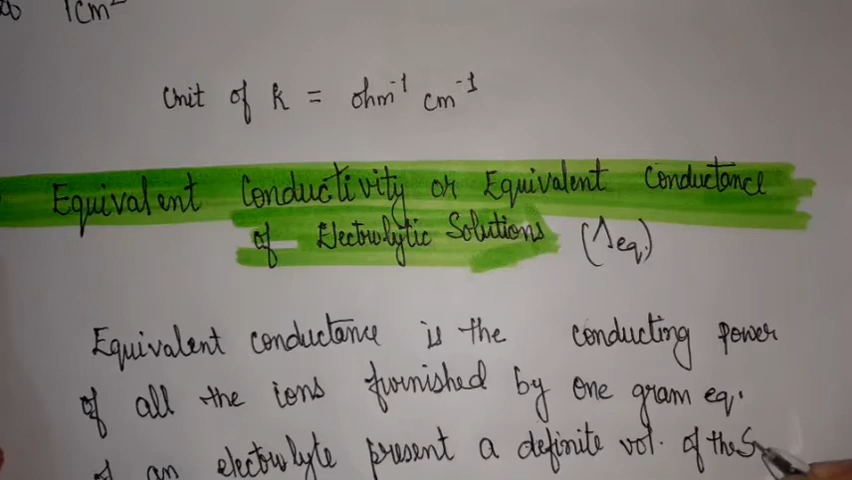 1cm²
Unit of k = ohm⁻¹ cm⁻¹
Equivalent Conductivity or Equivalent Conductance
of Electrolytic Solutions (Λeq.)
Equivalent conductance is the conducting power
of all the ions furnished by one gram eq.
of an electrolyte present a definite vol. of the S